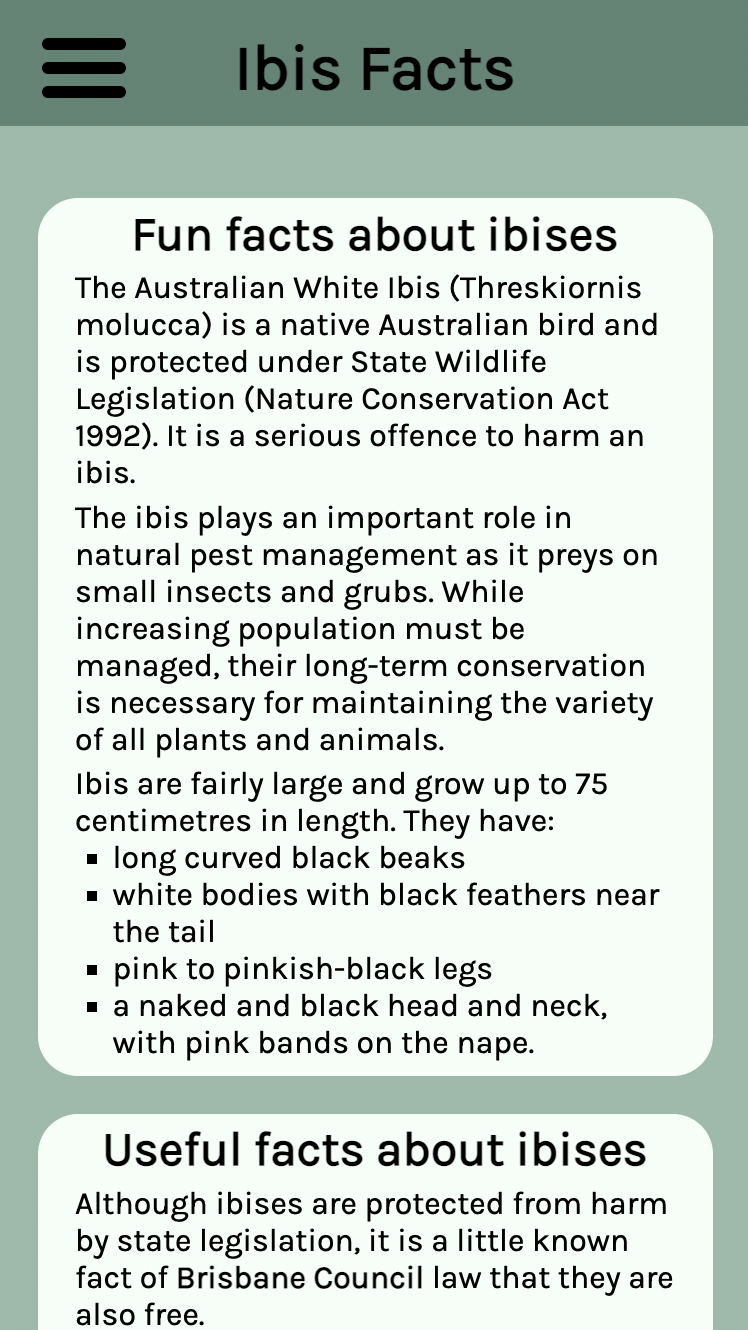 Ibis Facts
Fun facts about ibises
The Australian White Ibis (Threskiornis
molucca) is a native Australian bird and
is protected under State Wildlife
Legislation (Nature Conservation Act
1992). It is a serious offence to harm an
ibis.
The ibis plays an important role in
natural pest management as it preys on
small insects and grubs. While
increasing population must be
managed, their long-term conservation
is necessary for maintaining the variety
of all plants and animals.
Ibis are fairly large and grow up to 75
centimetres in length. They have:
▪ long curved black beaks
▪ white bodies with black feathers near
the tail
▪ pink to pinkish-black legs
▪ a naked and black head and neck,
with pink bands on the nape.
Useful facts about ibises
Although ibises are protected from harm
by state legislation, it is a little known
fact of Brisbane Council law that they are
also free.